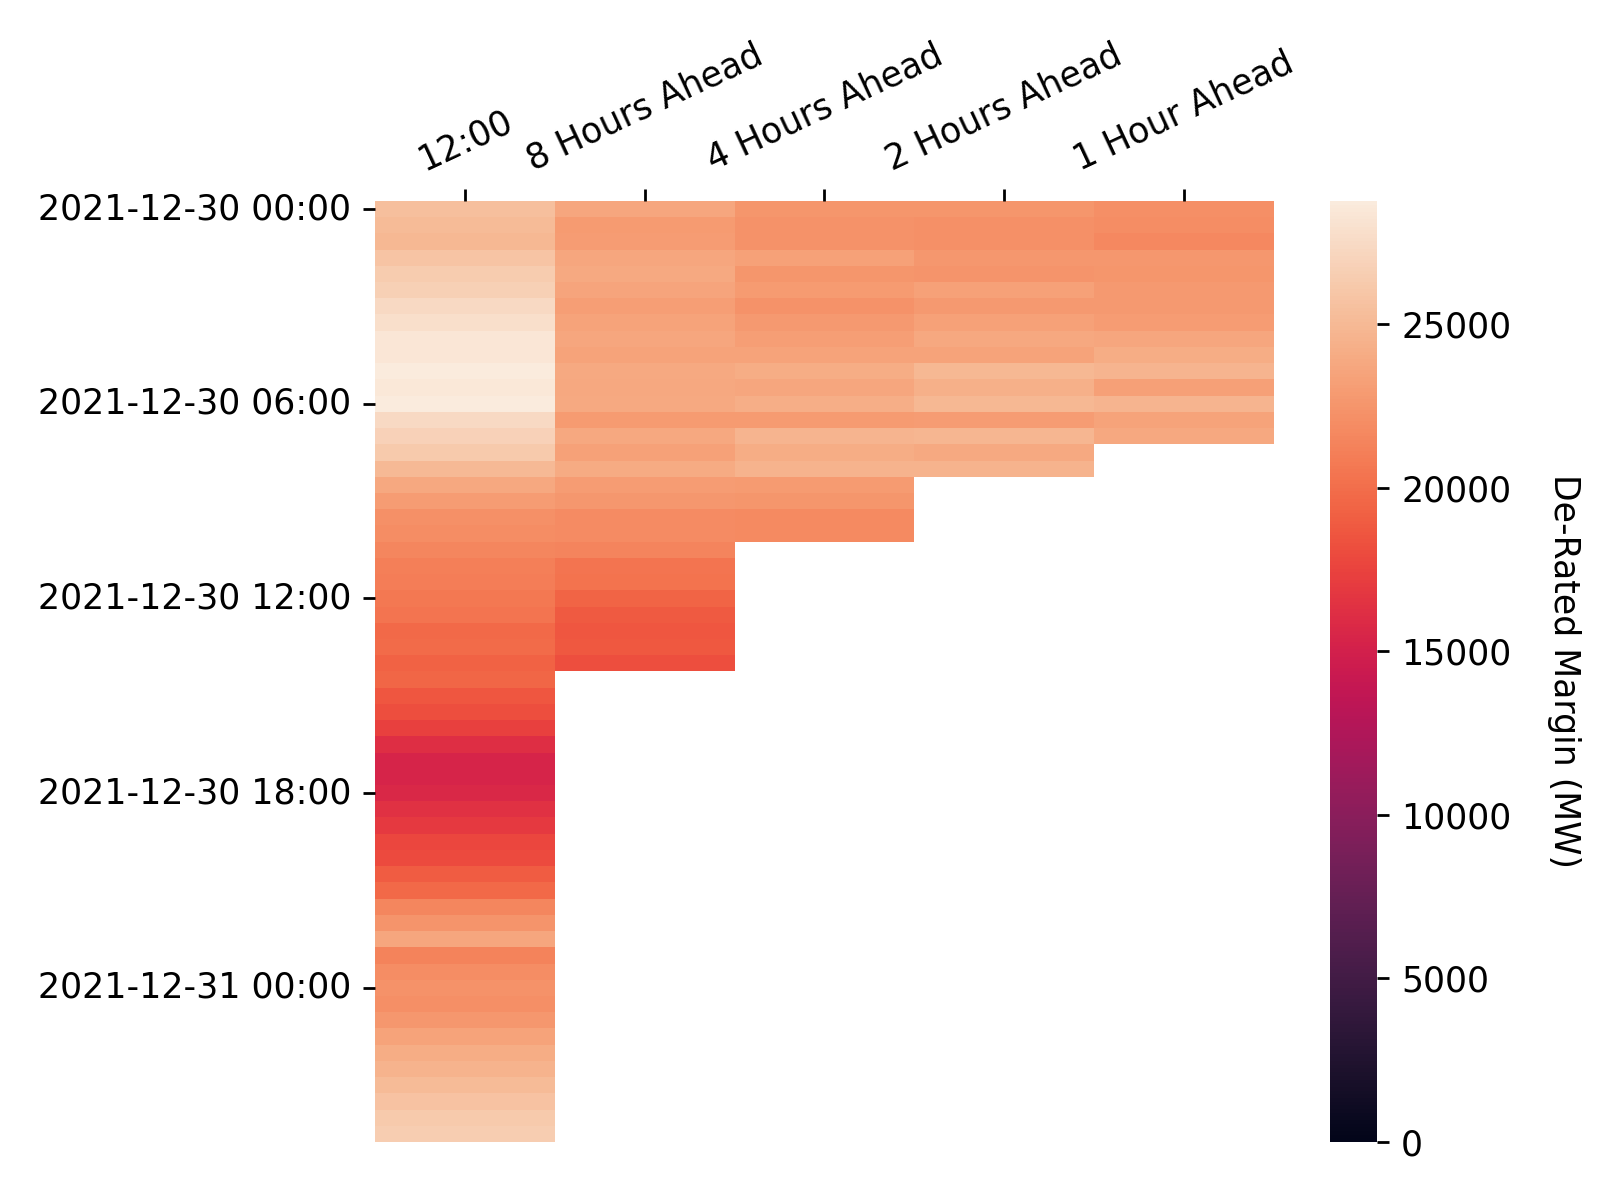 12:00
8 Hours Ahead
4 Hours Ahead
2 Hours Ahead
1 Hour Ahead
2021-12-30 00:00
2021-12-30 06:00
2021-12-30 12:00
2021-12-30 18:00
2021-12-31 00:00
25000
20000
15000
10000
5000
0
De-Rated Margin (MW)